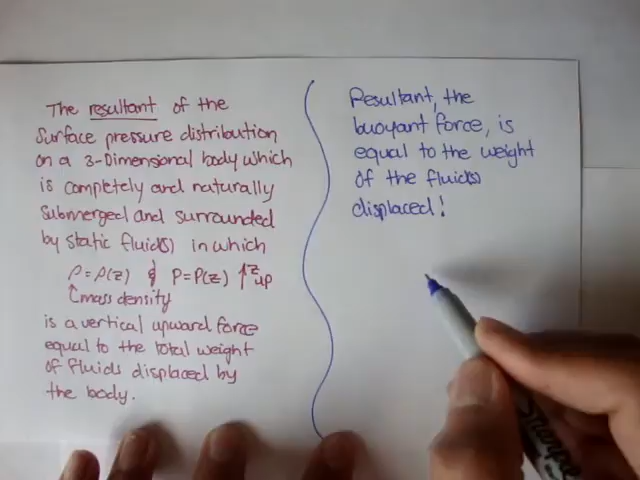 The resultant of the
Surface pressure distribution
on a 3-Dimensional body which
is completely and naturally
submerged and surrounded
by static fluid(s) in which
ρ=ρ(z) & P=P(z) ↑z up
↑mass density
is a vertical upward force
equal to the total weight
of fluids displaced by
the body.
Resultant, the
buoyant force, is
equal to the weight
of the fluid(s)
displaced!
Sharpie